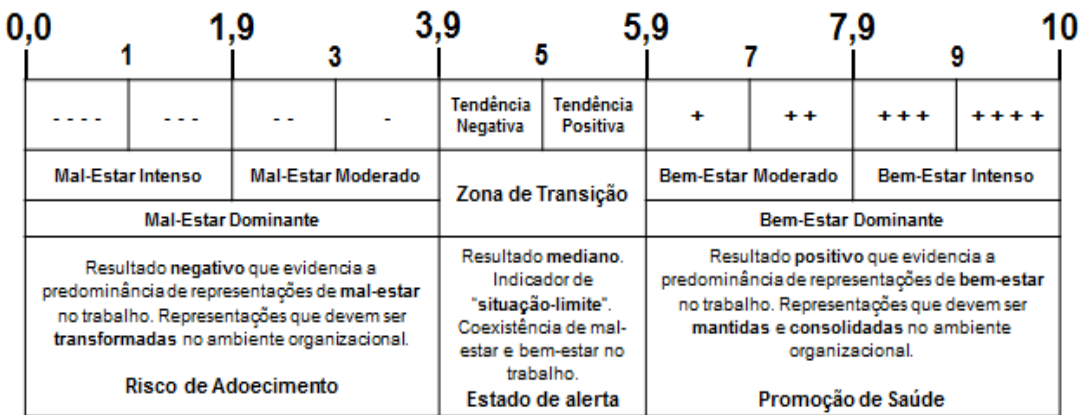 0,0 1,9 3,9 5,9 7,9 10
1 3 5 7 9
- - - - - - - - - - Tendência Negativa Tendência Positiva + + + + + + + + + +
Mal-Estar Intenso Mal-Estar Moderado Zona de Transição Bem-Estar Moderado Bem-Estar Intenso
Mal-Estar Dominante Bem-Estar Dominante
Resultado negativo que evidencia a
predominância de representações de mal-estar
no trabalho. Representações que devem ser
transformadas no ambiente organizacional.
Risco de Adoecimento
Resultado mediano.
Indicador de
"situação-limite".
Coexistência de mal-
estar e bem-estar no
trabalho.
Estado de alerta
Resultado positivo que evidencia a
predominância de representações de bem-estar
no trabalho. Representações que devem ser
mantidas e consolidadas no ambiente
organizacional.
Promoção de Saúde